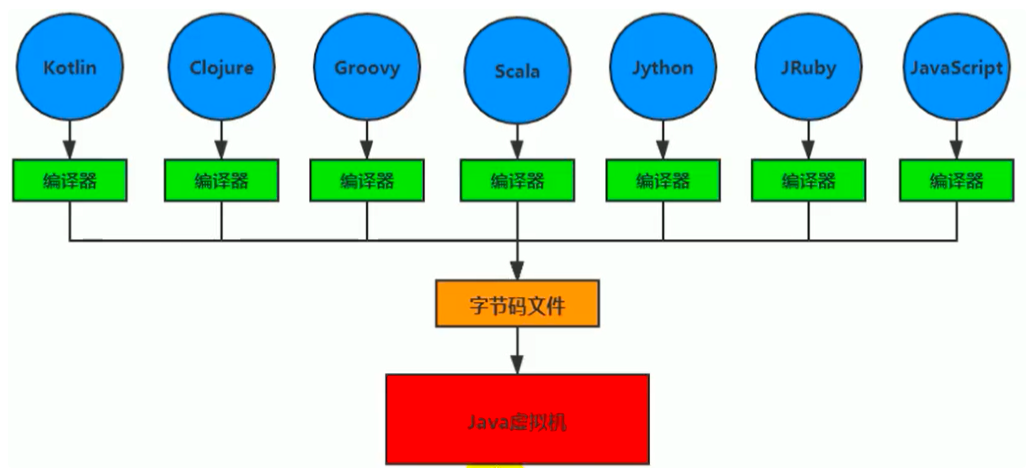 Kotlin
Clojure
Groovy
Scala
Jython
JRuby
JavaScript
编译器
编译器
编译器
编译器
编译器
编译器
编译器
字节码文件
Java虚拟机